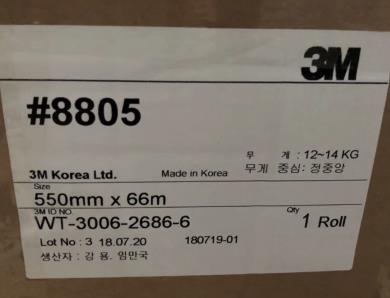 3M
#8805
무 게 : 12~14 KG
3M Korea Ltd. Made in Korea 무게 중심: 정중앙
Size
550mm x 66m
3M ID NO.
WT-3006-2686-6
Qty 1 Roll
Lot No : 3 18.07.20 180719-01
생산자 : 강 용. 임만국